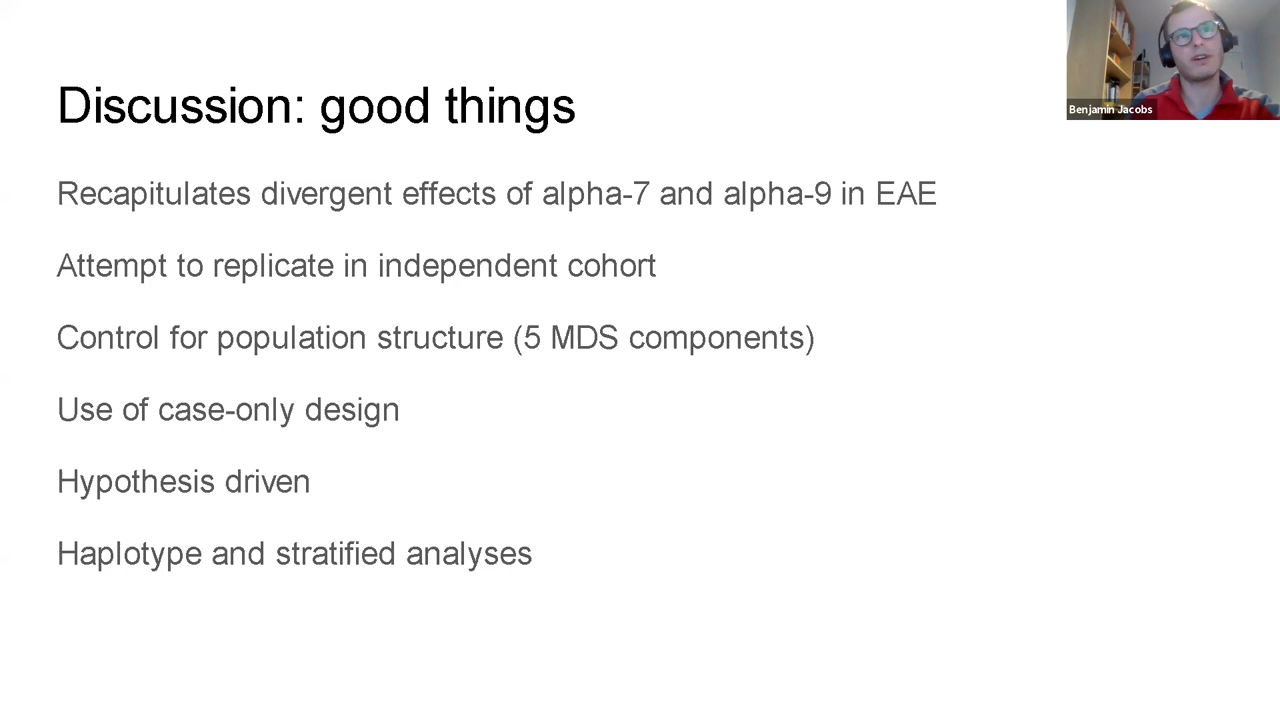 Benjamin Jacobs
Discussion: good things
Recapitulates divergent effects of alpha-7 and alpha-9 in EAE
Attempt to replicate in independent cohort
Control for population structure (5 MDS components)
Use of case-only design
Hypothesis driven
Haplotype and stratified analyses